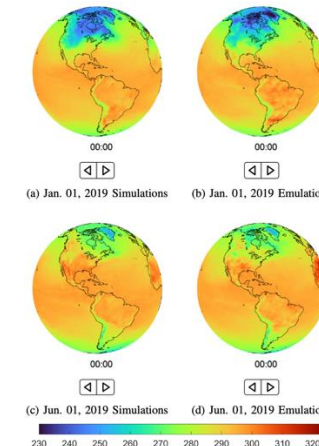 00:00 00:00
(a) Jan. 01, 2019 Simulations (b) Jan. 01, 2019 Emulatio
00:00 00:00
(c) Jun. 01, 2019 Simulations (d) Jun. 01, 2019 Emulatio
230 240 250 260 270 280 290 300 310 320